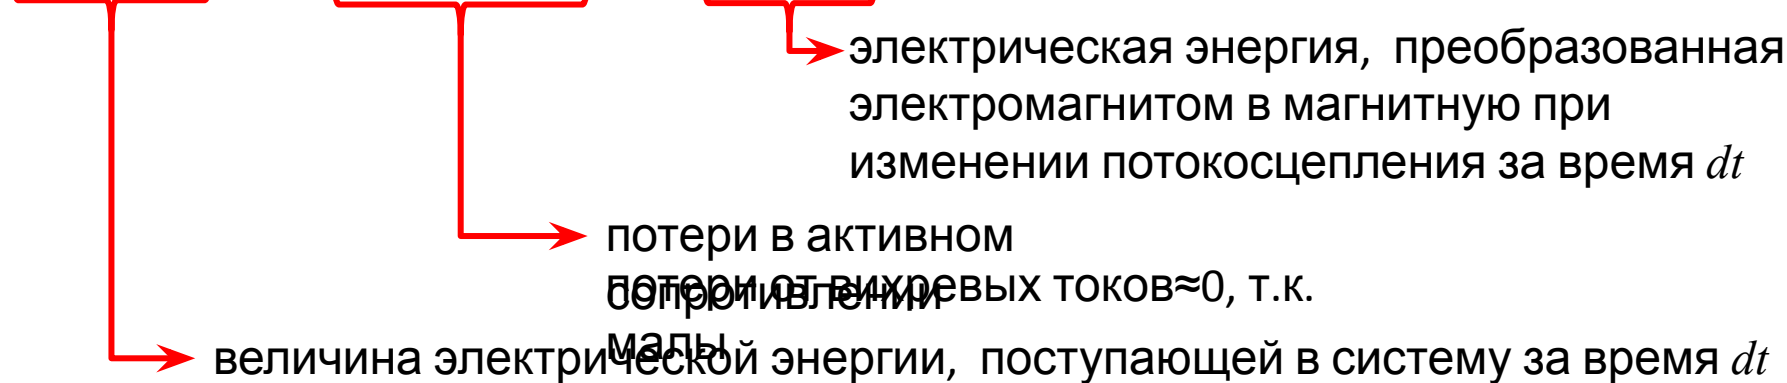 электрическая энергия, преобразованная
электромагнитом в магнитную при
изменении потокосцепления за время dt
потери в активном
сопротивлении
потери от вихревых токов≈0, т.к.
малы
величина электрической энергии, поступающей в систему за время dt